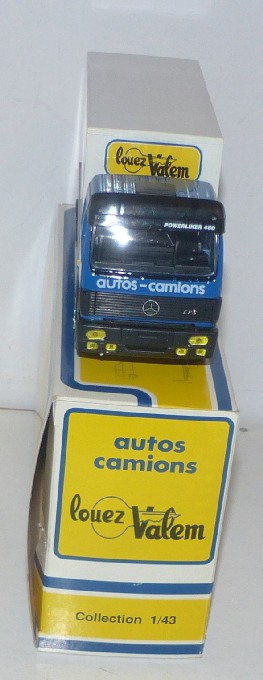 louez Valem
POWERLINER 400
autos-camions
autos
camions
louez Valem
Collection 1/43